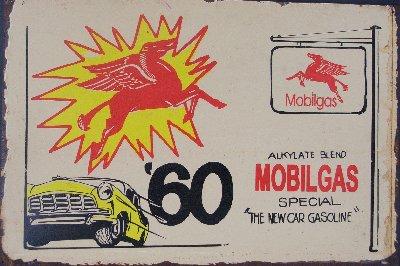 Mobilgas
'60
ALKYLATE BLEND
MOBILGAS
SPECIAL
"THE NEW CAR GASOLINE"